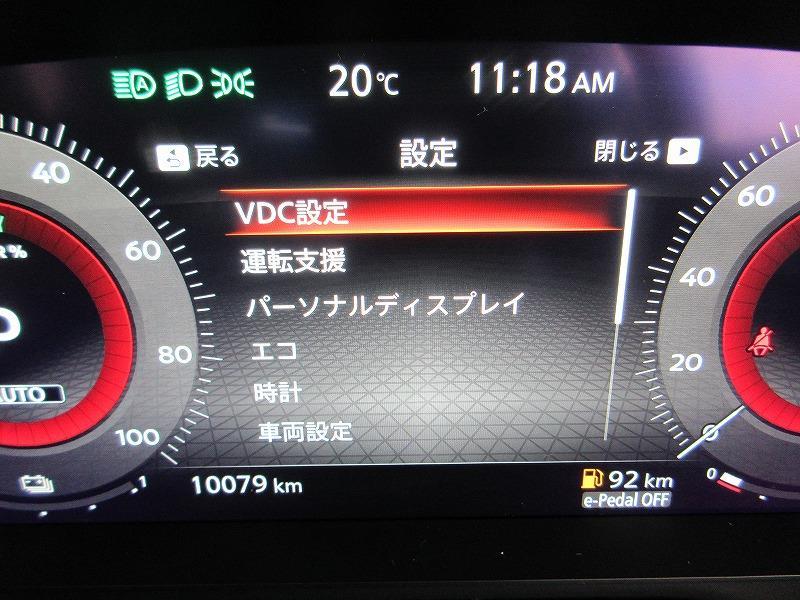 20℃ 11:18 AM
戻る 設定 閉じる
VDC設定
運転支援
パーソナルディスプレイ
エコ
時計
車両設定
40
60
80
100
AUTO
%
60
40
20
0
1
10079 km
92 km
e-Pedal OFF
0